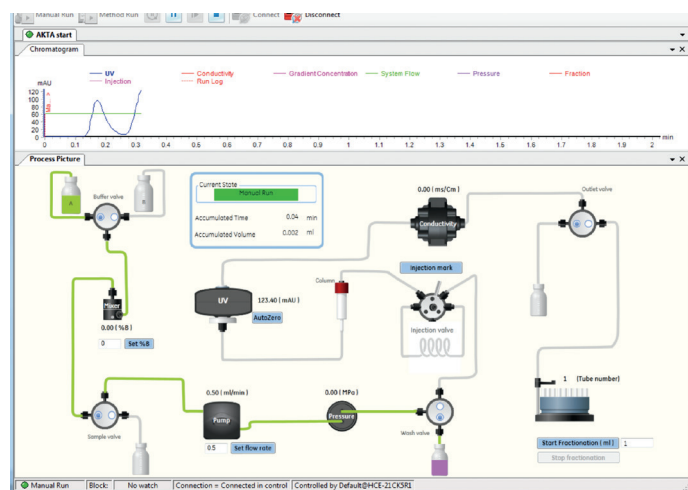 Manual Run Method Run Connect Disconnect
AKTA start
Chromatogram
UV Conductivity Gradient Concentration System Flow Pressure Fraction
Injection Run Log
mAU
120
100
80
60
40
20
0
0 0.1 0.2 0.3 0.4 0.5 0.6 0.7 0.8 0.9 1 1.1 1.2 1.3 1.4 1.5 1.6 1.7 1.8 1.9 2 min
Process Picture
A
Buffer valve
B
Current State
Manual Run
Accumulated Time 0.04 min
Accumulated Volume 0.002 ml
0.00 ( ms/Cm )
Conductivity
Outlet valve
Injection mark
Column
UV
123.40 ( mAU )
AutoZero
Injection valve
Mixer
0.00 ( %B )
0 Set %B
1 (Tube number)
0.50 ( ml/min )
0.00 (MPa)
Pump
Pressure
Sample valve
Wash valve
0.5 Set flow rate
Start Fractionation ( ml ) 1
Stop fractionation
Manual Run Block: No watch Connection = Connected in control Controlled by Default@HCE-21CK5R1